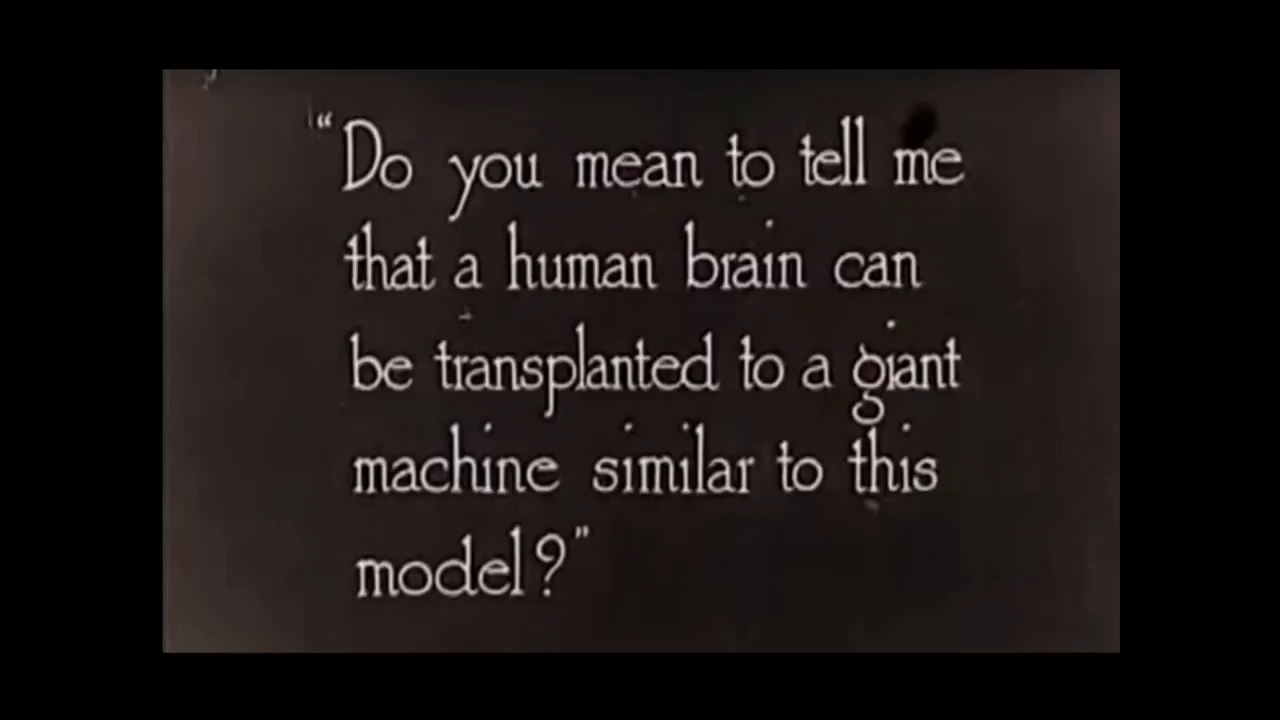 "Do you mean to tell me
that a human brain can
be transplanted to a giant
machine similar to this
model?"